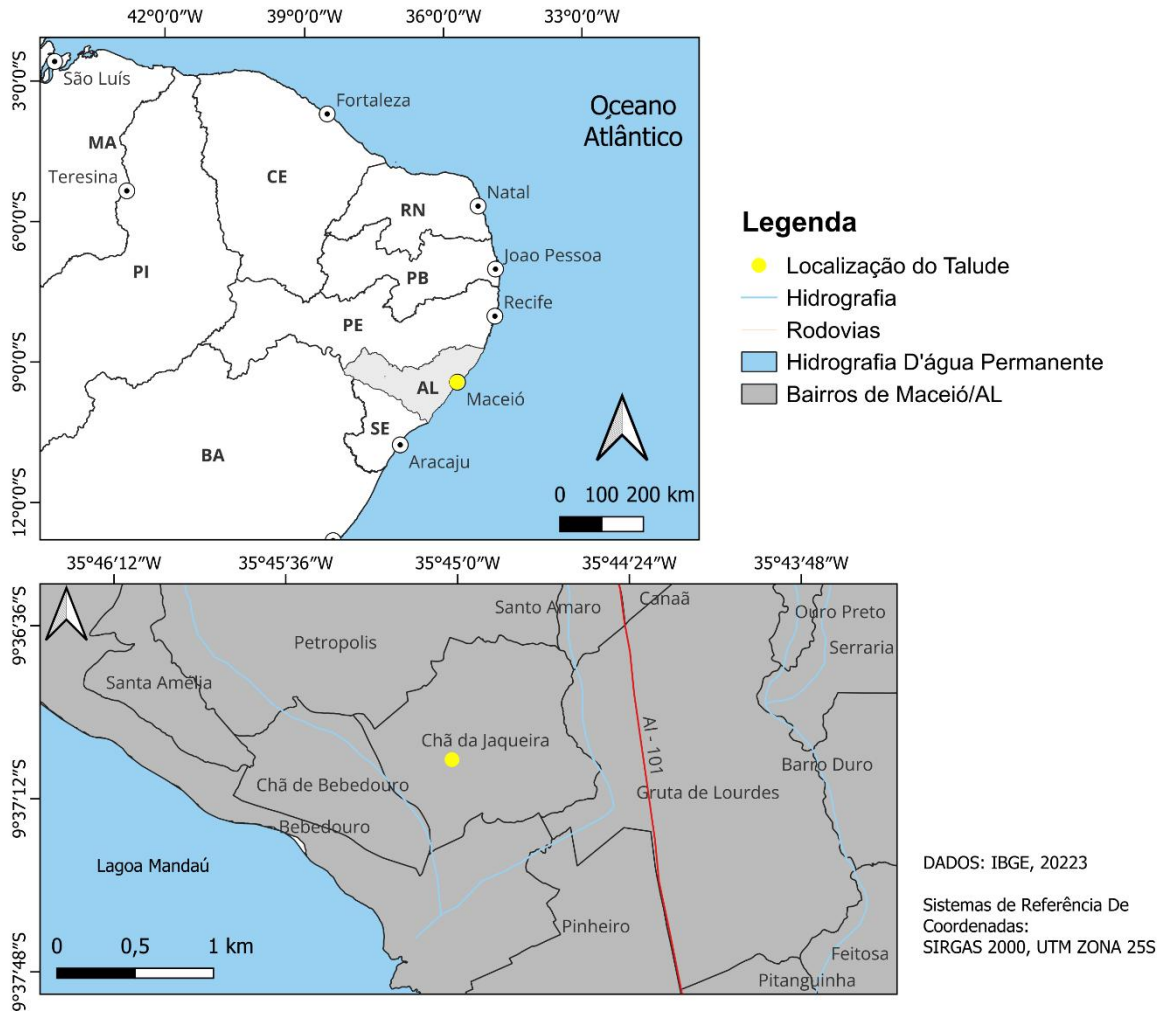 42°0'0"W
39°0'0"W
36°0'0"W
33°0'0"W
3°0'0"S
6°0'0"S
9°0'0"S
12°0'0"S
São Luís
Fortaleza
Oceano
Atlântico
MA
Teresina
CE
Natal
RN
Joao Pessoa
PI
PB
Recife
PE
AL
Maceió
SE
BA
Aracaju
0 100 200 km
Legenda
Localização do Talude
Hidrografia
Rodovias
Hidrografia D'água Permanente
Bairros de Maceió/AL
35°46'12"W
35°45'36"W
35°45'0"W
35°44'24"W
35°43'48"W
9°36'36"S
9°37'12"S
9°37'48"S
Santo Amaro
Canaã
Ouro Preto
Petropolis
Serraria
Santa Amélia
Chã da Jaqueira
Al - 101
Barro Duro
Chã de Bebedouro
Gruta de Lourdes
Bebedouro
Lagoa Mandaú
Pinheiro
Feitosa
Pitanguinha
0 0,5 1 km
DADOS: IBGE, 20223
Sistemas de Referência De
Coordenadas:
SIRGAS 2000, UTM ZONA 25S